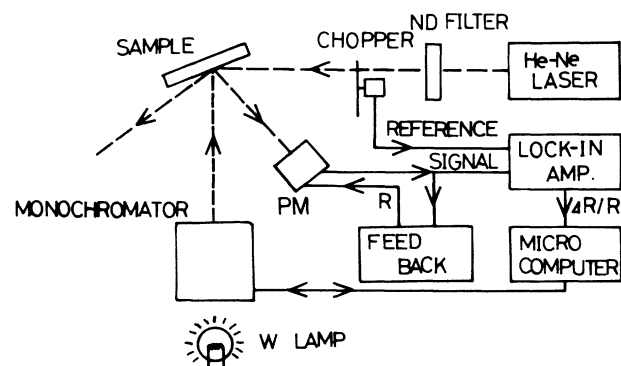 ND FILTER
SAMPLE
CHOPPER
He-Ne
LASER
REFERENCE
SIGNAL
LOCK-IN
AMP.
PM
R
ΔR/R
MONOCHROMATOR
FEED
BACK
MICRO
COMPUTER
W LAMP